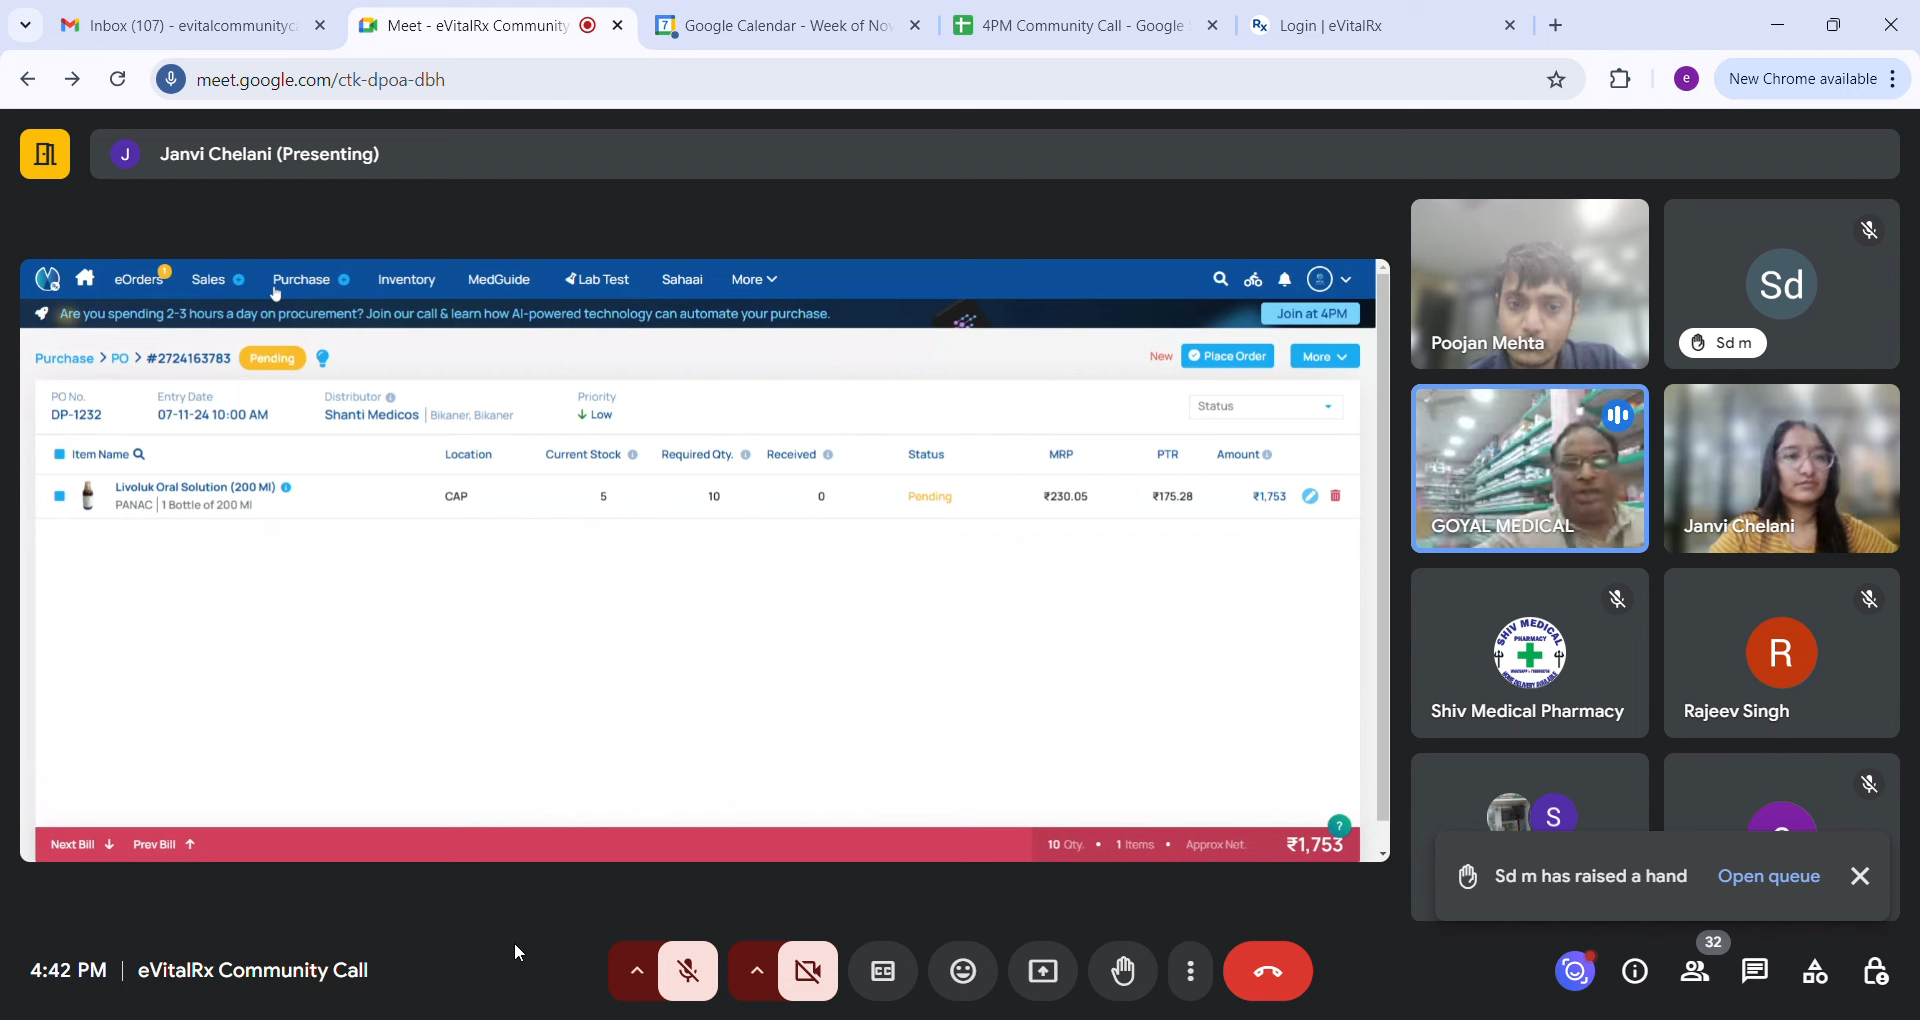 Inbox (107) - evitalcommunityca
Meet - eVitalRx Community
Google Calendar - Week of Nov
4PM Community Call - Google
Login | eVitalRx
meet.google.com/ctk-dpoa-dbh
New Chrome available
e
J Janvi Chelani (Presenting)
eOrders 1 Sales Purchase Inventory MedGuide Lab Test Sahaai More
Are you spending 2-3 hours a day on procurement? Join our call & learn how AI-powered technology can automate your purchase. Join at 4PM
Purchase > PO > #2724163783 Pending New Place Order More
PO No. Entry Date Distributor Priority
DP-1232 07-11-24 10:00 AM Shanti Medicos | Bikaner, Bikaner Low
Status
Item Name Location Current Stock Required Qty. Received Status MRP PTR Amount
Livoluk Oral Solution (200 Ml) CAP 5 10 0 Pending ₹230.05 ₹175.28 ₹1,753
PANAC | 1 Bottle of 200 Ml
Next Bill Prev Bill 10 Qty. • 1 Items • Approx Net. ₹1,753
?
Poojan Mehta
Sd
Sd m
GOYAL MEDICAL
Janvi Chelani
SHIV MEDICAL
PHARMACY
Shiv Medical Pharmacy
R
Rajeev Singh
S
Sd m has raised a hand Open queue
4:42 PM | eVitalRx Community Call
32